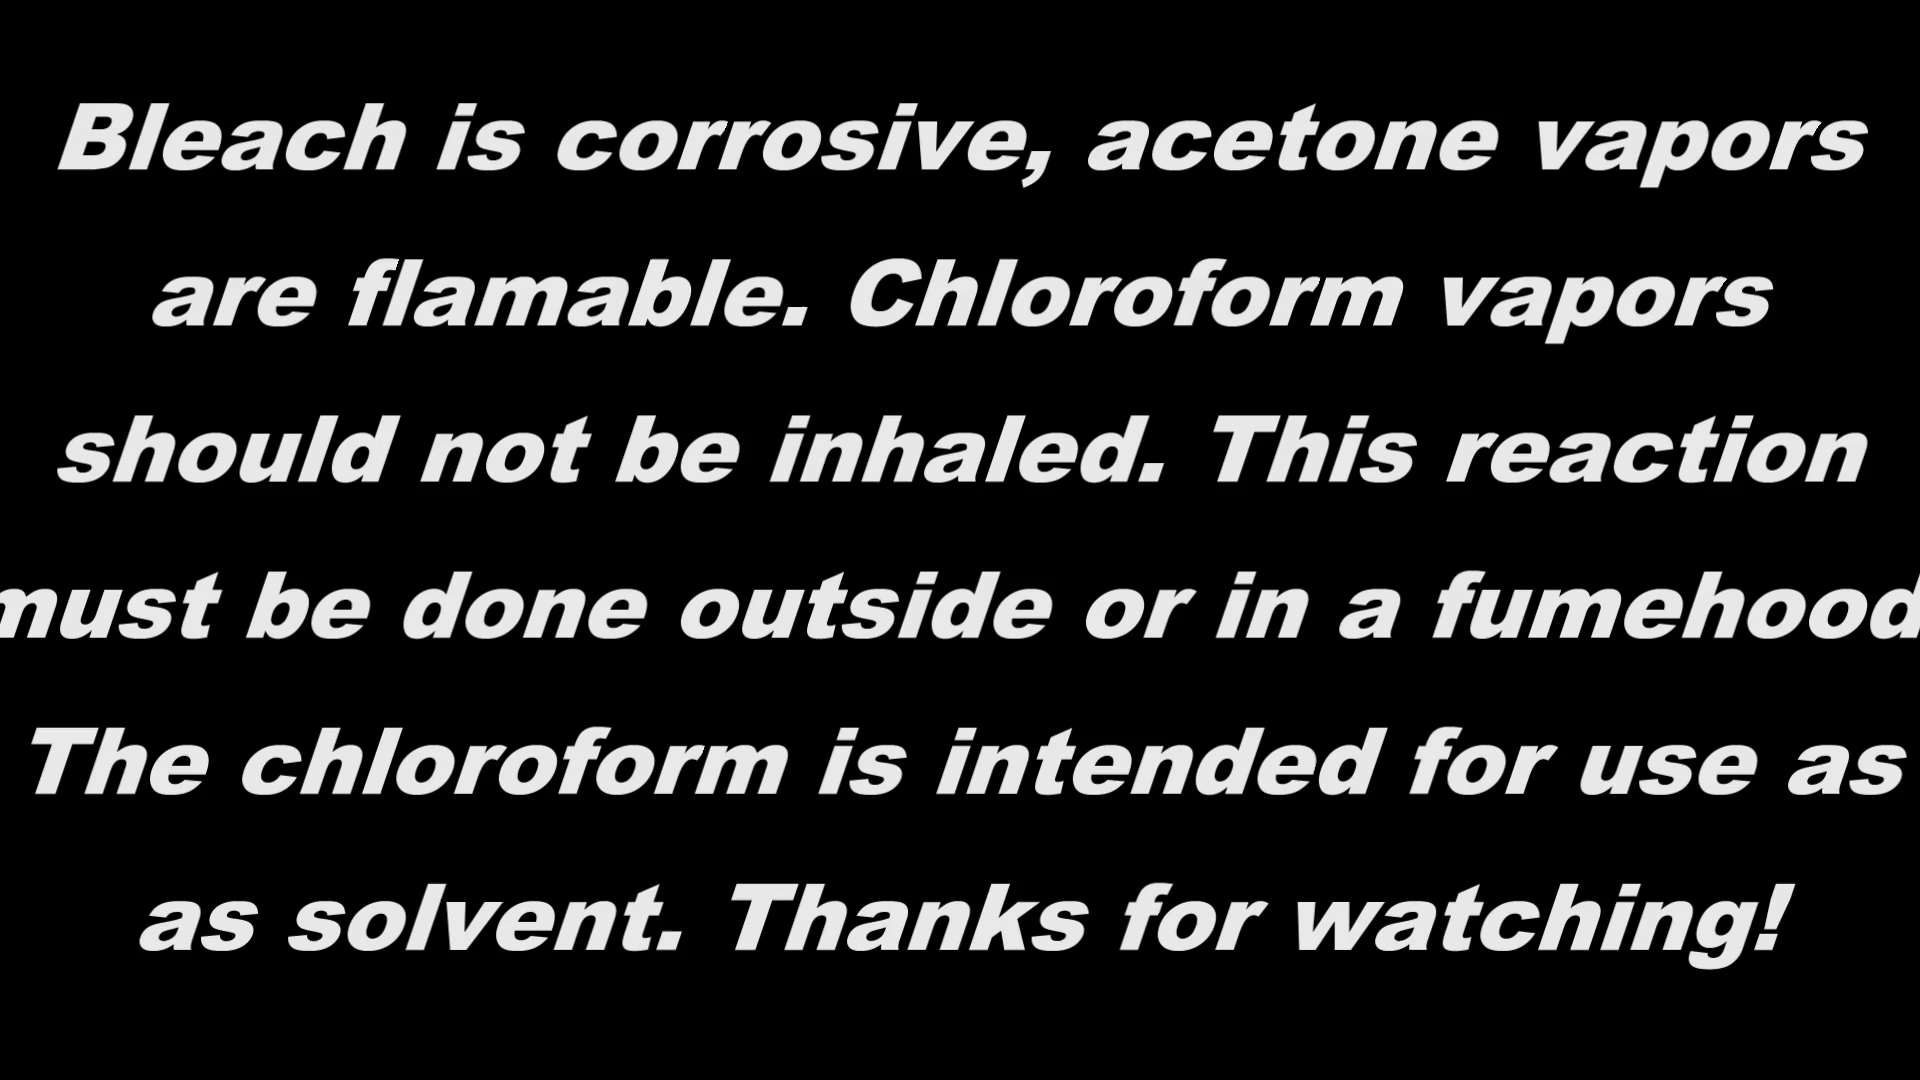 Bleach is corrosive, acetone vapors
are flamable. Chloroform vapors
should not be inhaled. This reaction
must be done outside or in a fumehood
The chloroform is intended for use as
as solvent. Thanks for watching!